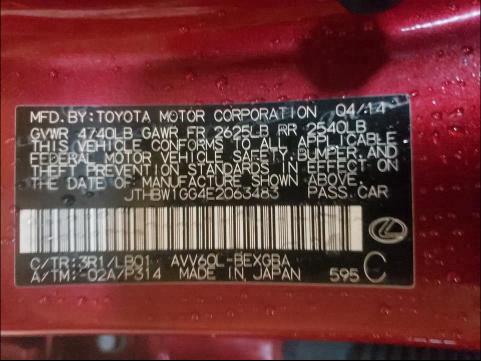 MFD. BY: TOYOTA MOTOR CORPORATION 04/14
GVWR 4740LB GAWR FR 2625LB RR 2540LB
THIS VEHICLE CONFORMS TO ALL APPLICABLE
FEDERAL MOTOR VEHICLE SAFETY, BUMPER, AND
THEFT PREVENTION STANDARDS IN EFFECT ON
THE DATE OF MANUFACTURE SHOWN ABOVE.
JTHBW1GG4E2063483 PASS. CAR
C/TR: 3R1/LB01 AVV60L-BEXGBA C
A/TM: -02A/P314 MADE IN JAPAN 595